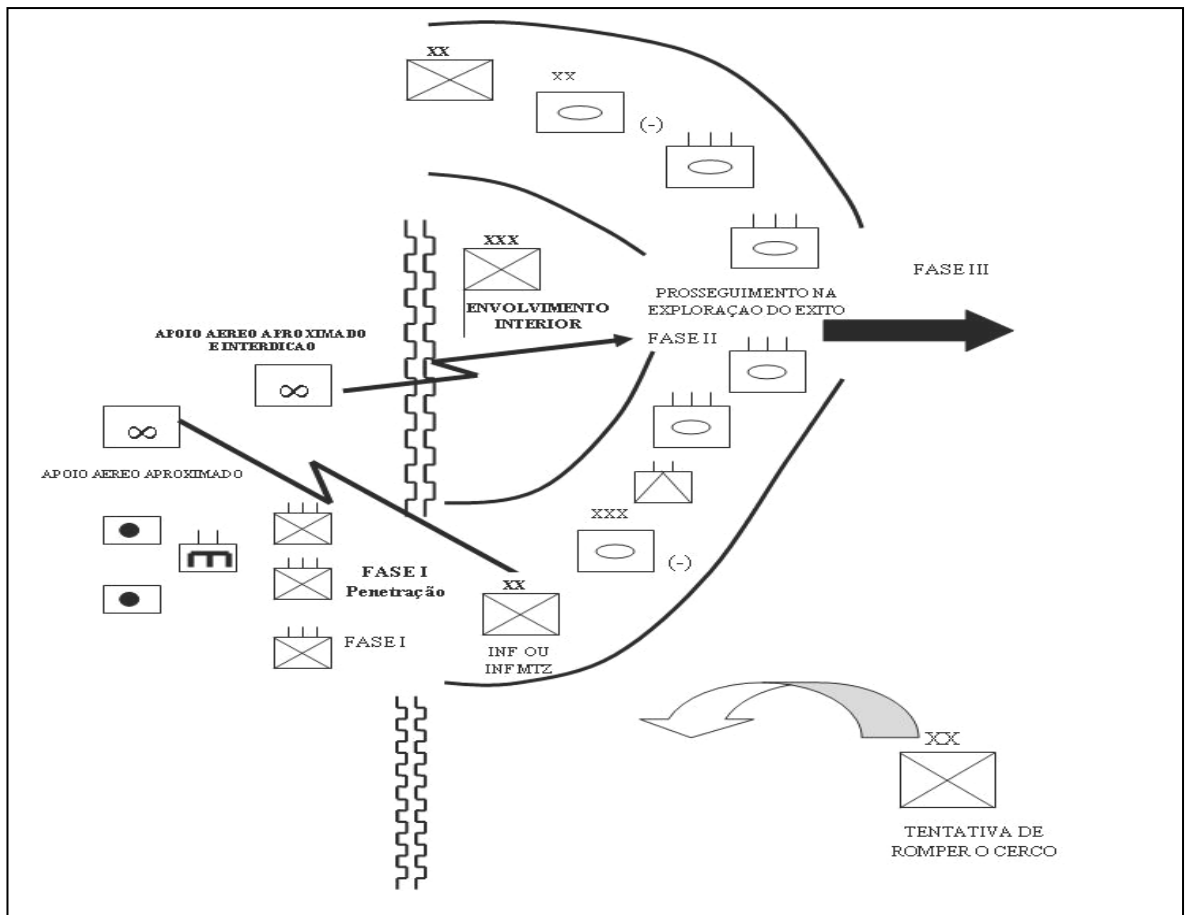 XX
XX
(-)
XXX
FASE III
PROSSEGUIMENTO NA
EXPLORAÇAO DO EXITO
ENVOLVIMENTO
INTERIOR
FASE II
APOIO AEREO APROXIMADO
E INTERDICAO
∞
∞
APOIO AEREO APROXIMADO
XXX
(-)
E
FASE I
Penetração
XX
FASE I
INF OU
INF MTZ
XX
TENTATIVA DE
ROMPER O CERCO